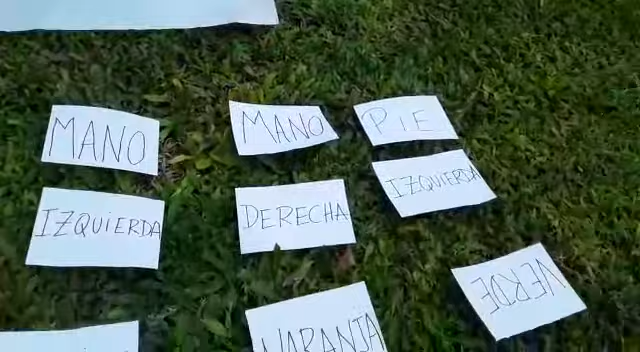 MANO
MANO
PIE
IZQUIERDA
DERECHA
IZQUIERDA
VERDE
NARANJA